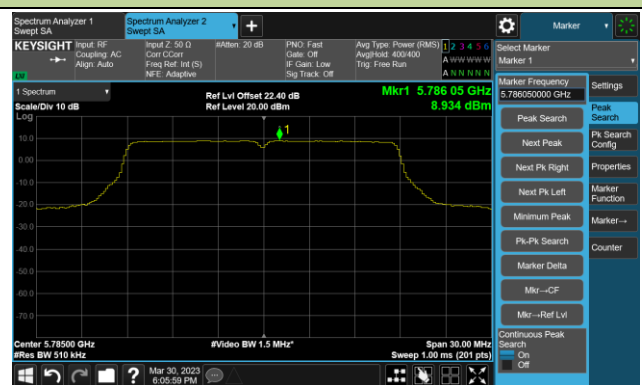 Spectrum Analyzer 1
Swept SA
Spectrum Analyzer 2
Swept SA
Marker
KEYSIGHT
Input: RF
Coupling: AC
Align: Auto
Input Z: 50 Ω
Corr CCorr
Freq Ref: Int (S)
NFE: Adaptive
#Atten: 20 dB
PNO: Fast
Gate: Off
IF Gain: Low
Sig Track: Off
Avg Type: Power (RMS)
Avg|Hold: 400/400
Trig: Free Run
1 2 3 4 5 6
A W W W W W
A N N N N N
LV
Select Marker
Marker 1
1 Spectrum
Scale/Div 10 dB
Log
Ref Lvl Offset 22.40 dB
Ref Level 20.00 dBm
Mkr1 5.786 05 GHz
8.934 dBm
1
10.0
0.00
-10.0
-20.0
-30.0
-40.0
-50.0
-60.0
-70.0
Center 5.78500 GHz
#Res BW 510 kHz
#Video BW 1.5 MHz*
Span 30.00 MHz
Sweep 1.00 ms (201 pts)
Marker Frequency
5.786050000 GHz
Peak Search
Next Peak
Next Pk Right
Next Pk Left
Minimum Peak
Pk-Pk Search
Marker Delta
Mkr→CF
Mkr→Ref Lvl
Continuous Peak
Search
On
Off
Settings
Peak
Search
Pk Search
Config
Properties
Marker
Function
Marker→
Counter
Mar 30, 2023
6:05:59 PM